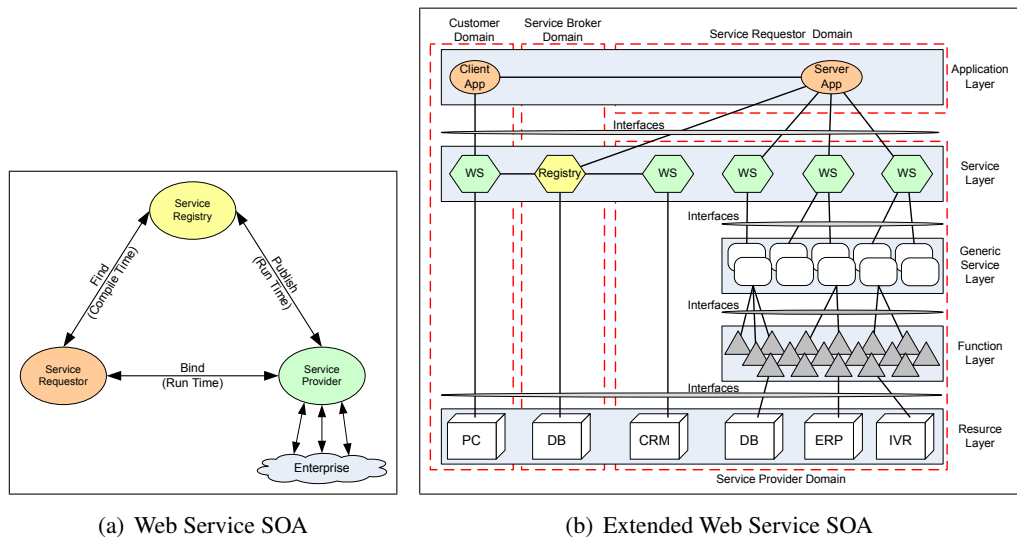 Service
Registry
Find
(Compile Time)
Publish
(Run Time)
Service
Requestor
Bind
(Run Time)
Service
Provider
Enterprise
(a) Web Service SOA
Customer
Domain
Service Broker
Domain
Service Requestor Domain
Client
App
Server
App
Application
Layer
Interfaces
WS
Registry
WS
WS
WS
WS
Service
Layer
Interfaces
Generic
Service
Layer
Interfaces
Function
Layer
Interfaces
PC
DB
CRM
DB
ERP
IVR
Resurce
Layer
Service Provider Domain
(b) Extended Web Service SOA